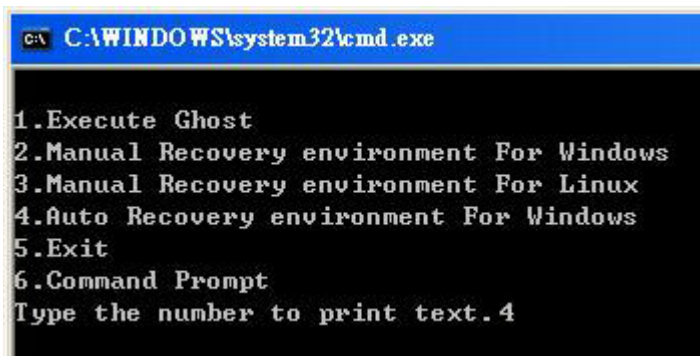 C:\WINDOWS\system32\cmd.exe
1.Execute Ghost
2.Manual Recovery environment For Windows
3.Manual Recovery environment For Linux
4.Auto Recovery environment For Windows
5.Exit
6.Command Prompt
Type the number to print text.4